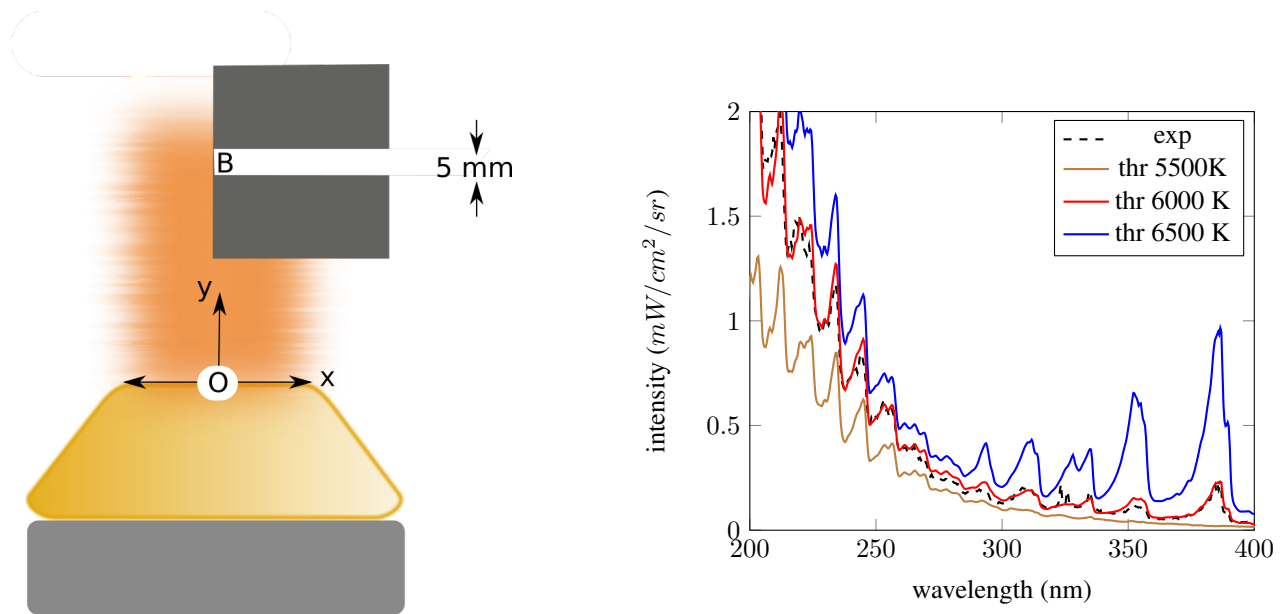 B
5 mm
y
O
x
exp
thr 5500K
thr 6000 K
thr 6500 K
2
1.5
1
0.5
0
200
250
300
350
400
intensity (mW/cm²/sr)
wavelength (nm)